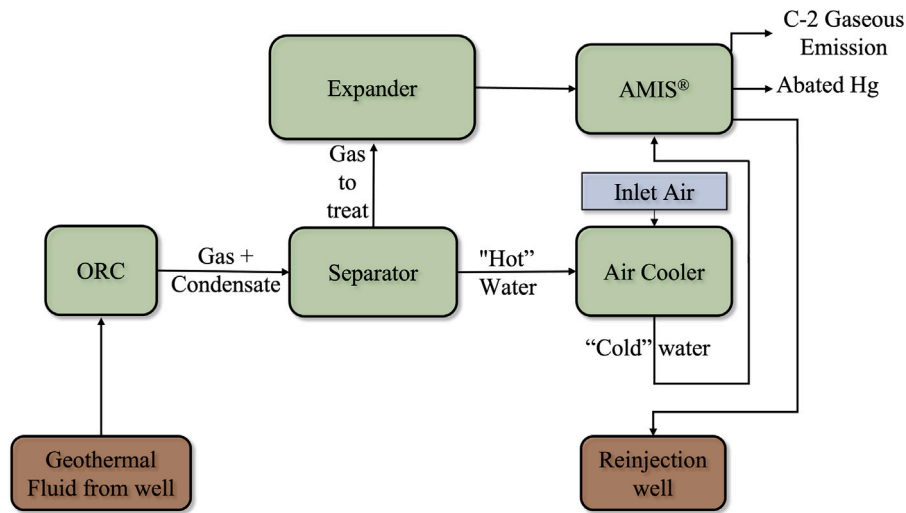 C-2 Gaseous
Emission
Expander
AMIS®
Abated Hg
Gas
to
treat
Inlet Air
ORC
Gas +
Condensate
Separator
"Hot”
Water
Air Cooler
“Cold” water
Geothermal
Fluid from well
Reinjection
well